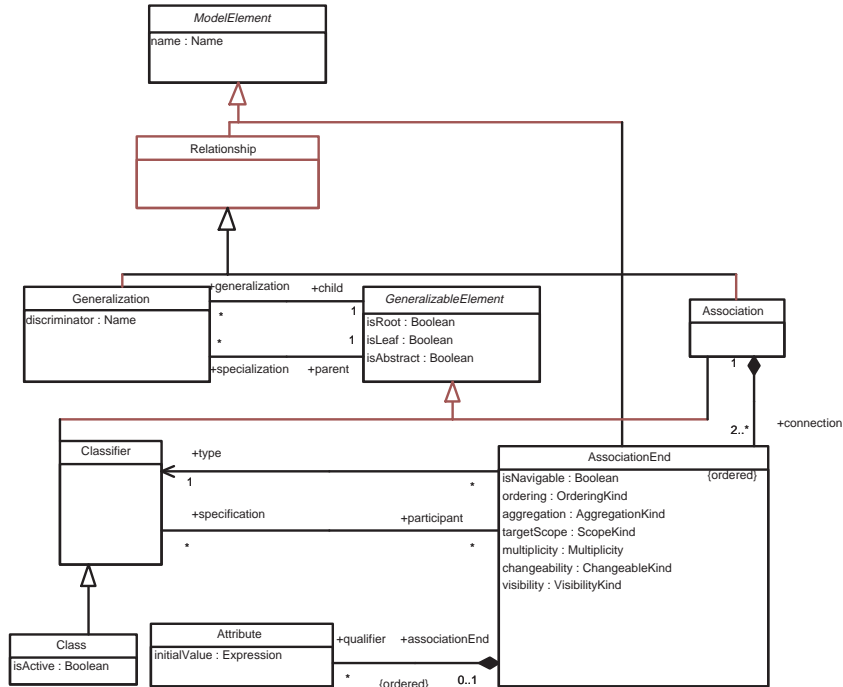 ModelElement
name : Name
Relationship
Generalization
discriminator : Name
+generalization
+child
*
1
*
1
+specialization
+parent
GeneralizableElement
isRoot : Boolean
isLeaf : Boolean
isAbstract : Boolean
Association
1
2..*
+connection
{ordered}
Classifier
+type
1
*
+specification
+participant
*
*
AssociationEnd
isNavigable : Boolean
ordering : OrderingKind
aggregation : AggregationKind
targetScope : ScopeKind
multiplicity : Multiplicity
changeability : ChangeableKind
visibility : VisibilityKind
Class
isActive : Boolean
Attribute
initialValue : Expression
+qualifier
+associationEnd
*
{ordered}
0..1